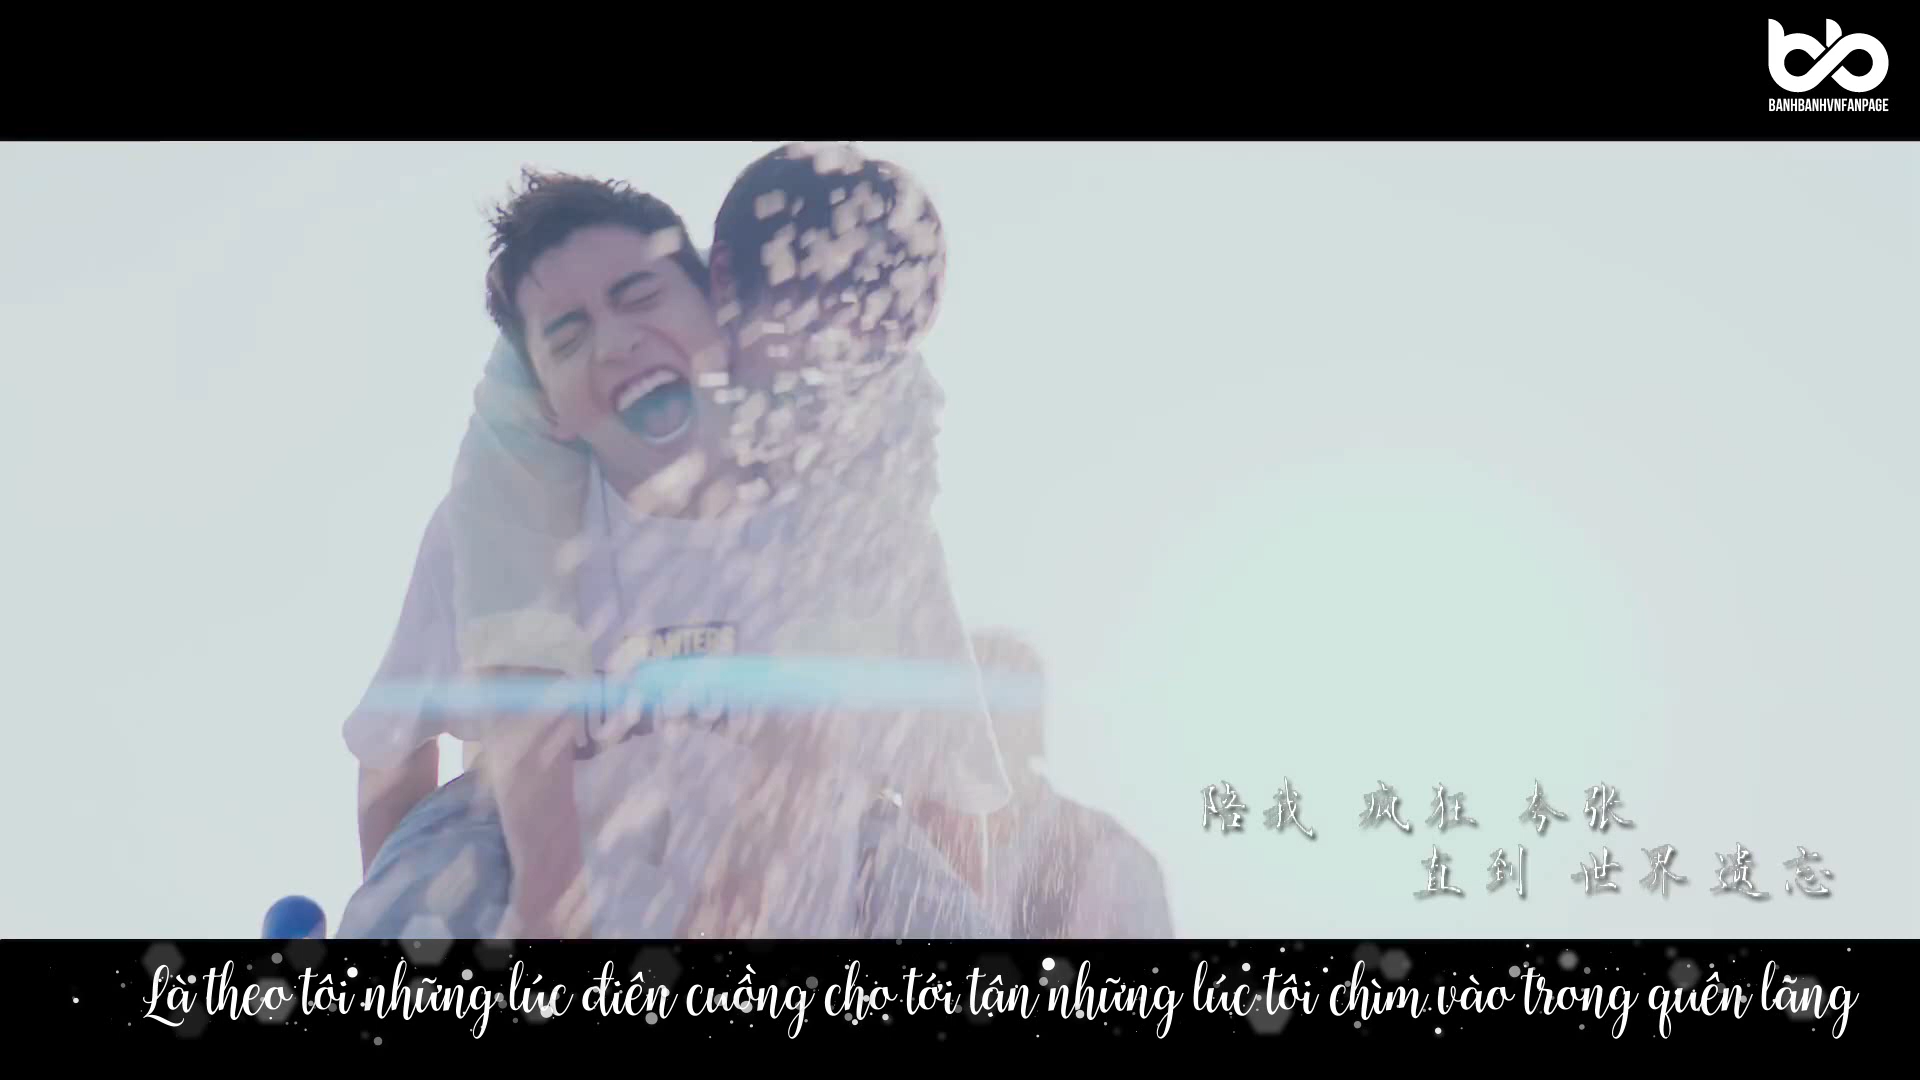 BANHBANHVNFANPAGE
陪我 疯狂 夸张
直到 世界 遗忘
Là theo tôi những lúc điên cuồng cho tới tận những lúc tôi chìm vào trong quên lãng